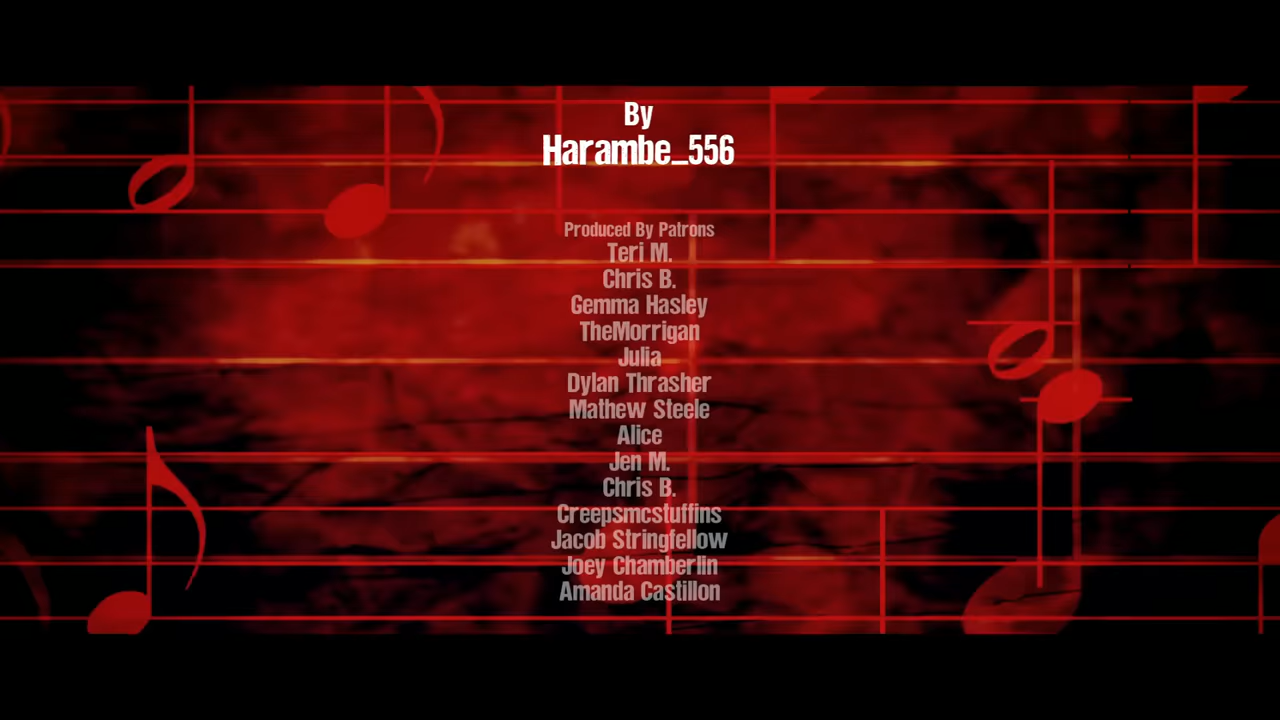 By
Harambe_556
Produced By Patrons
Teri M.
Chris B.
Gemma Hasley
TheMorrigan
Julia
Dylan Thrasher
Mathew Steele
Alice
Jen M.
Chris B.
Creepsmcstuffins
Jacob Stringfellow
Joey Chamberlin
Amanda Castillon